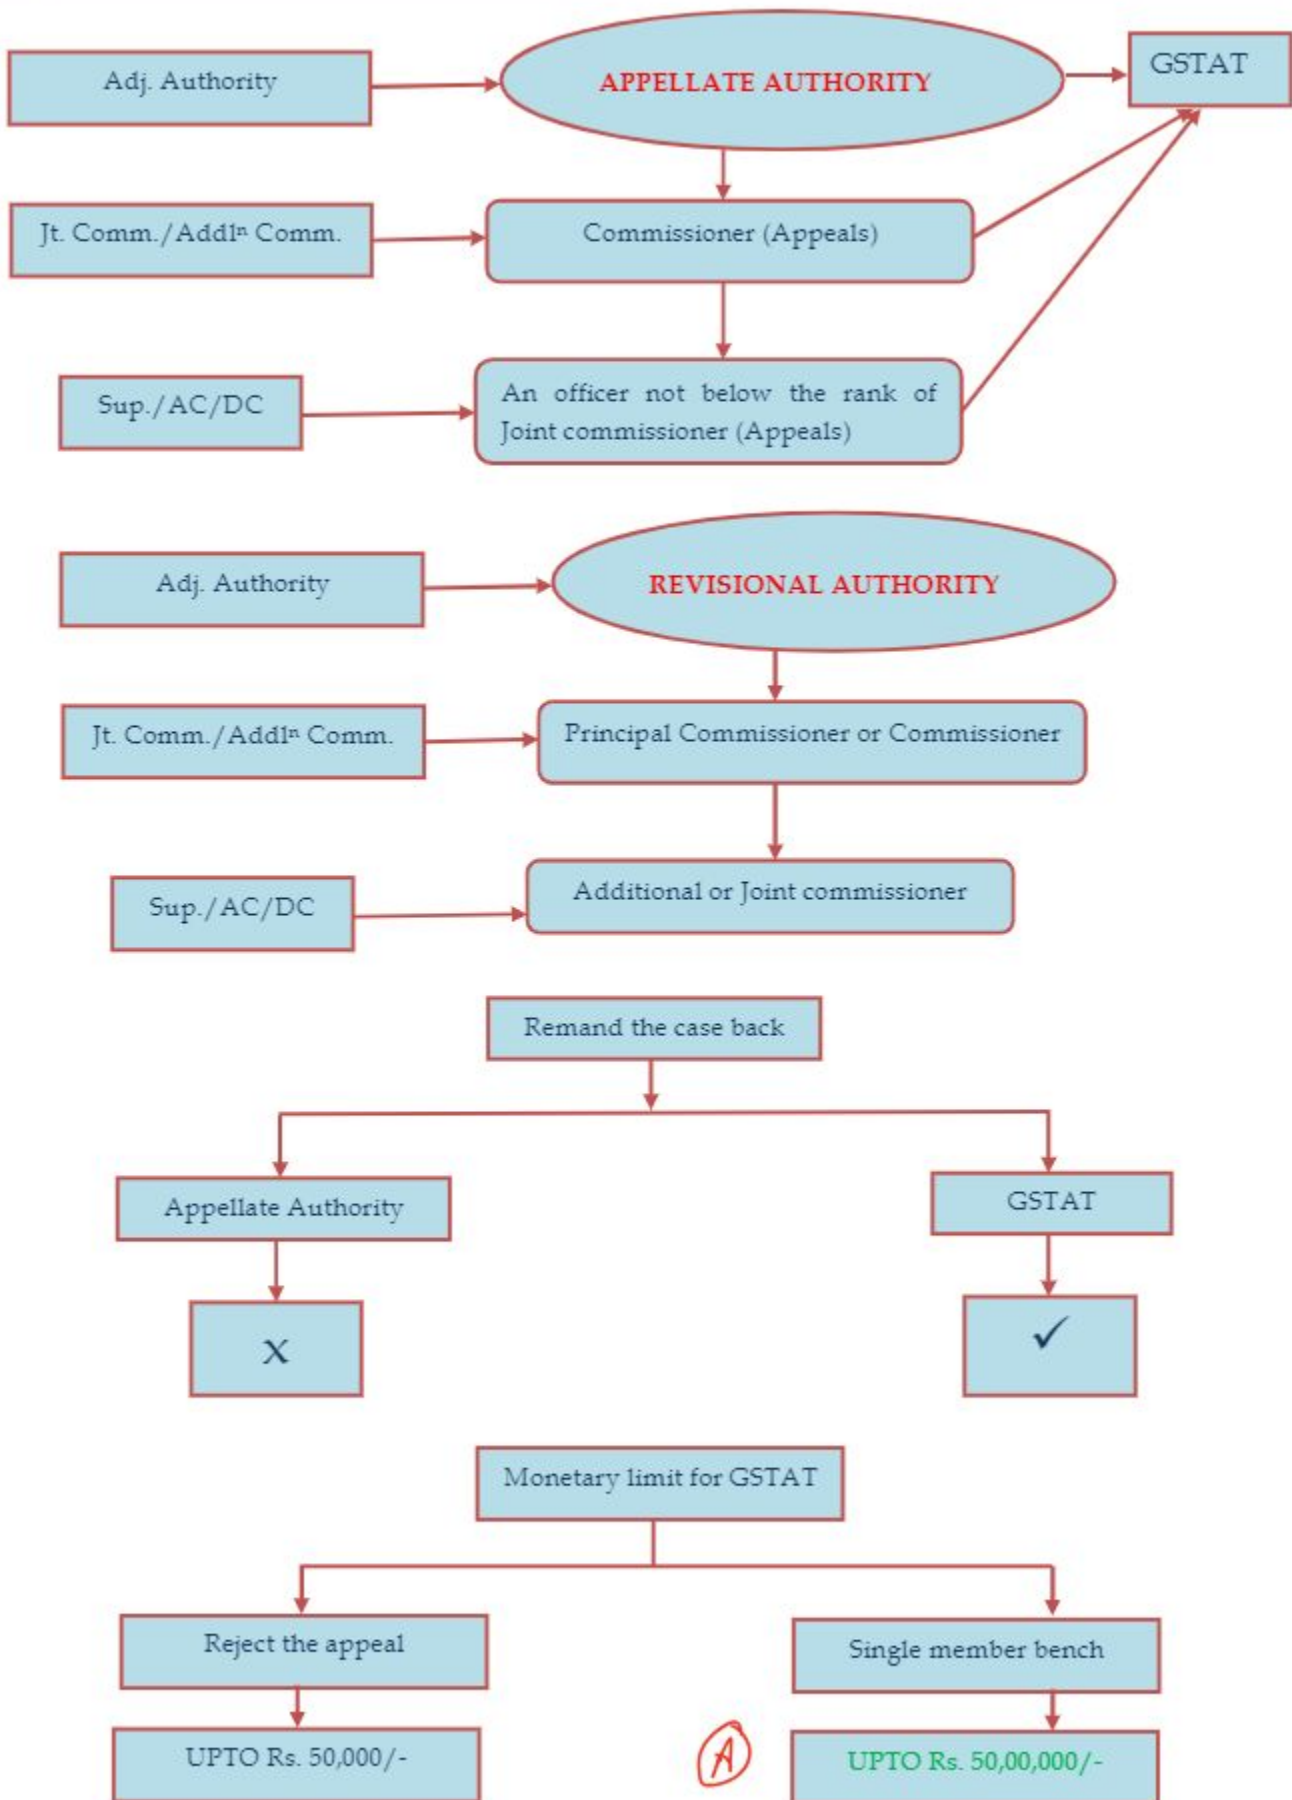 Adj. Authority
APPELLATE AUTHORITY
GSTAT
Jt. Comm./Addlⁿ Comm.
Commissioner (Appeals)
Sup./AC/DC
An officer not below the rank of
Joint commissioner (Appeals)
Adj. Authority
REVISIONAL AUTHORITY
Jt. Comm./Addlⁿ Comm.
Principal Commissioner or Commissioner
Sup./AC/DC
Additional or Joint commissioner
Remand the case back
Appellate Authority
GSTAT
X
✓
Monetary limit for GSTAT
Reject the appeal
Single member bench
UPTO Rs. 50,000/-
A
UPTO Rs. 50,00,000/-